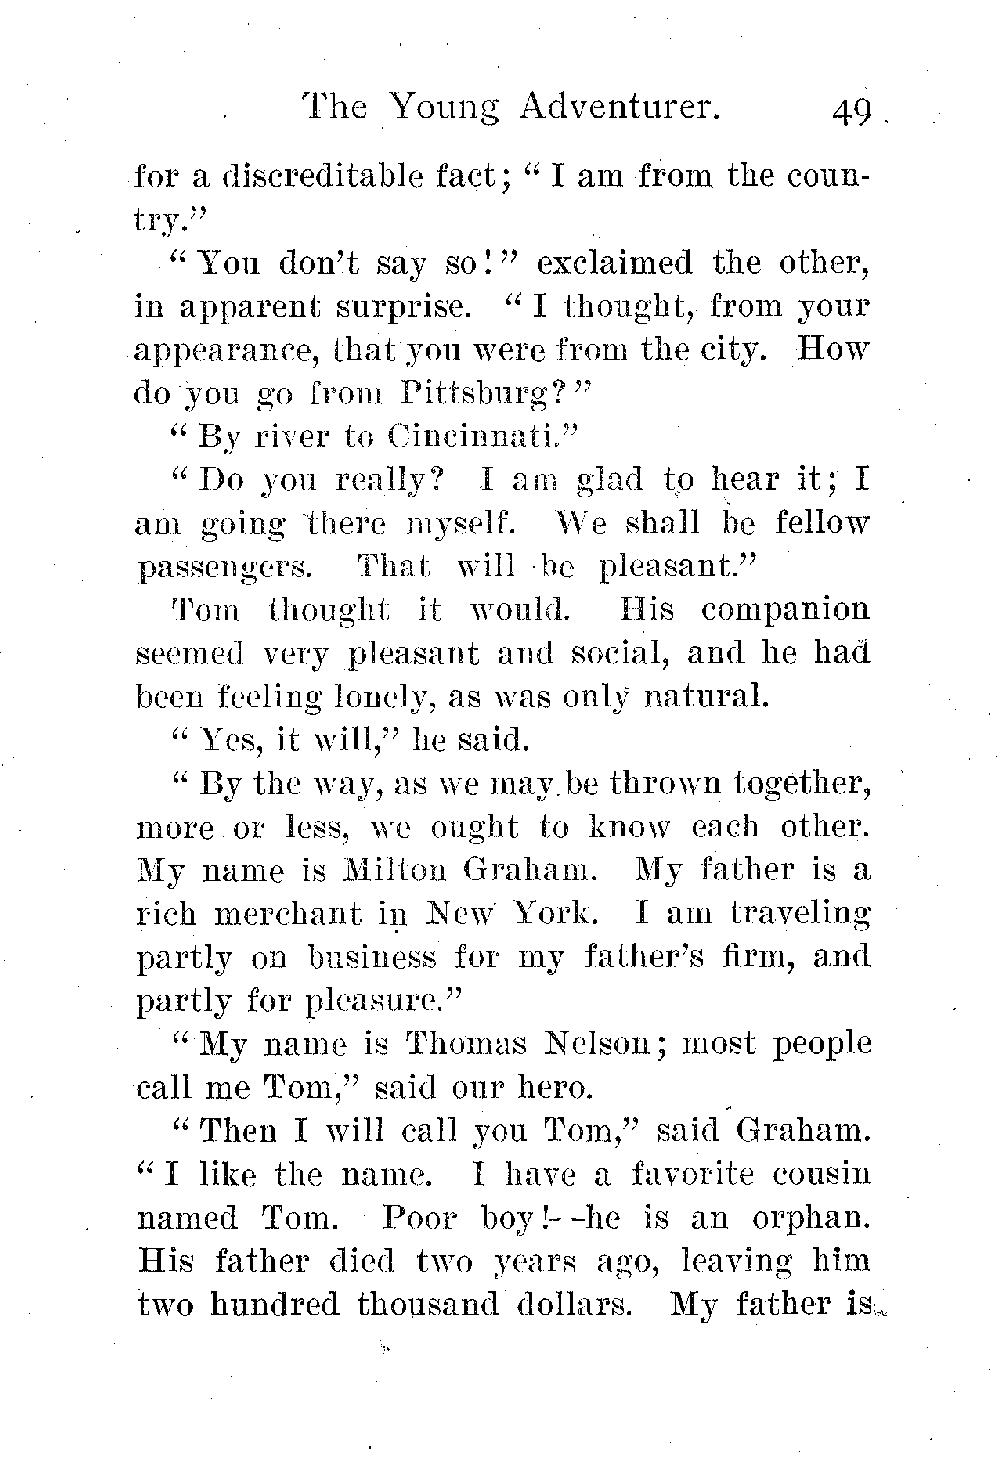 The Young Adventurer. 49
for a discreditable fact; “ I am from the coun-
try.”
“ You don’t say so!” exclaimed the other,
in apparent surprise. “ I thought, from your
appearance, that you were from the city. How
do you go from Pittsburg?”
“ By river to Cincinnati.”
“ Do you really? I am glad to hear it; I
am going there myself. We shall be fellow
passengers. That will be pleasant.”
Tom thought it would. His companion
seemed very pleasant and social, and he had
been feeling lonely, as was only natural.
“ Yes, it will,” he said.
“ By the way, as we may be thrown together,
more or less, we ought to know each other.
My name is Milton Graham. My father is a
rich merchant in New York. I am traveling
partly on business for my father’s firm, and
partly for pleasure.”
“ My name is Thomas Nelson; most people
call me Tom,” said our hero.
“ Then I will call you Tom,” said Graham.
“ I like the name. I have a favorite cousin
named Tom. Poor boy!--he is an orphan.
His father died two years ago, leaving him
two hundred thousand dollars. My father is